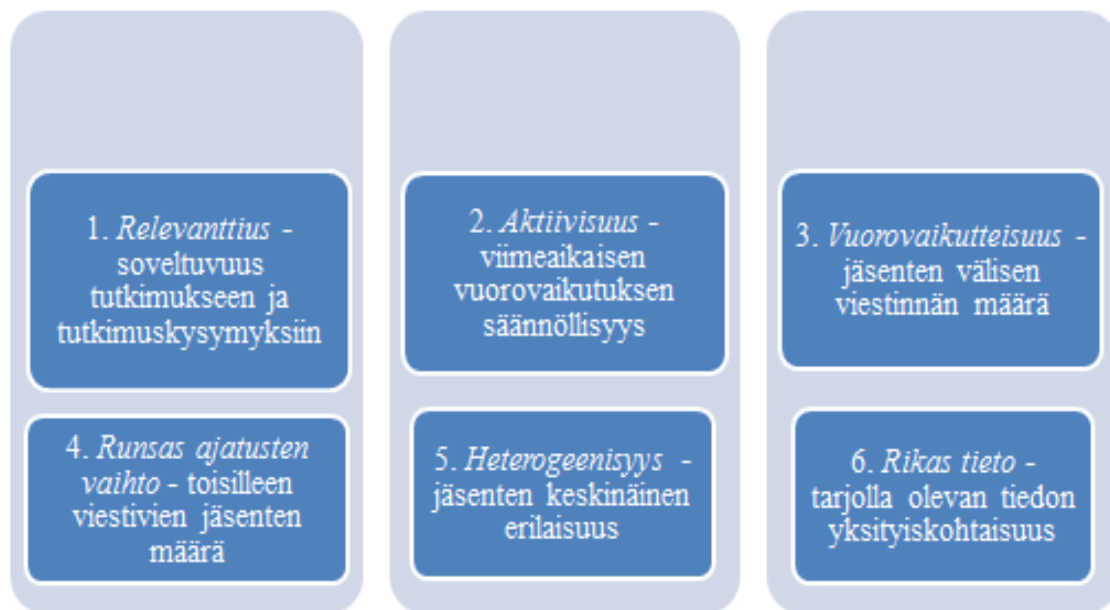 1. Relevanttius -
soveltuvuus
tutkimukseen ja
tutkimuskysymyksiin
2. Aktiivisuus -
viimeaikaisen
vuorovaikutuksen
säännöllisyys
3. Vuorovaikutteisuus -
jäsenten välisen
viestinnän määrä
4. Runsas ajatusten
vaihto - toisilleen
viestivien jäsenten
määrä
5. Heterogeenisyys -
jäsenten keskinäinen
erilaisuus
6. Rikas tieto -
tarjolla olevan tiedon
yksityiskohtaisuus